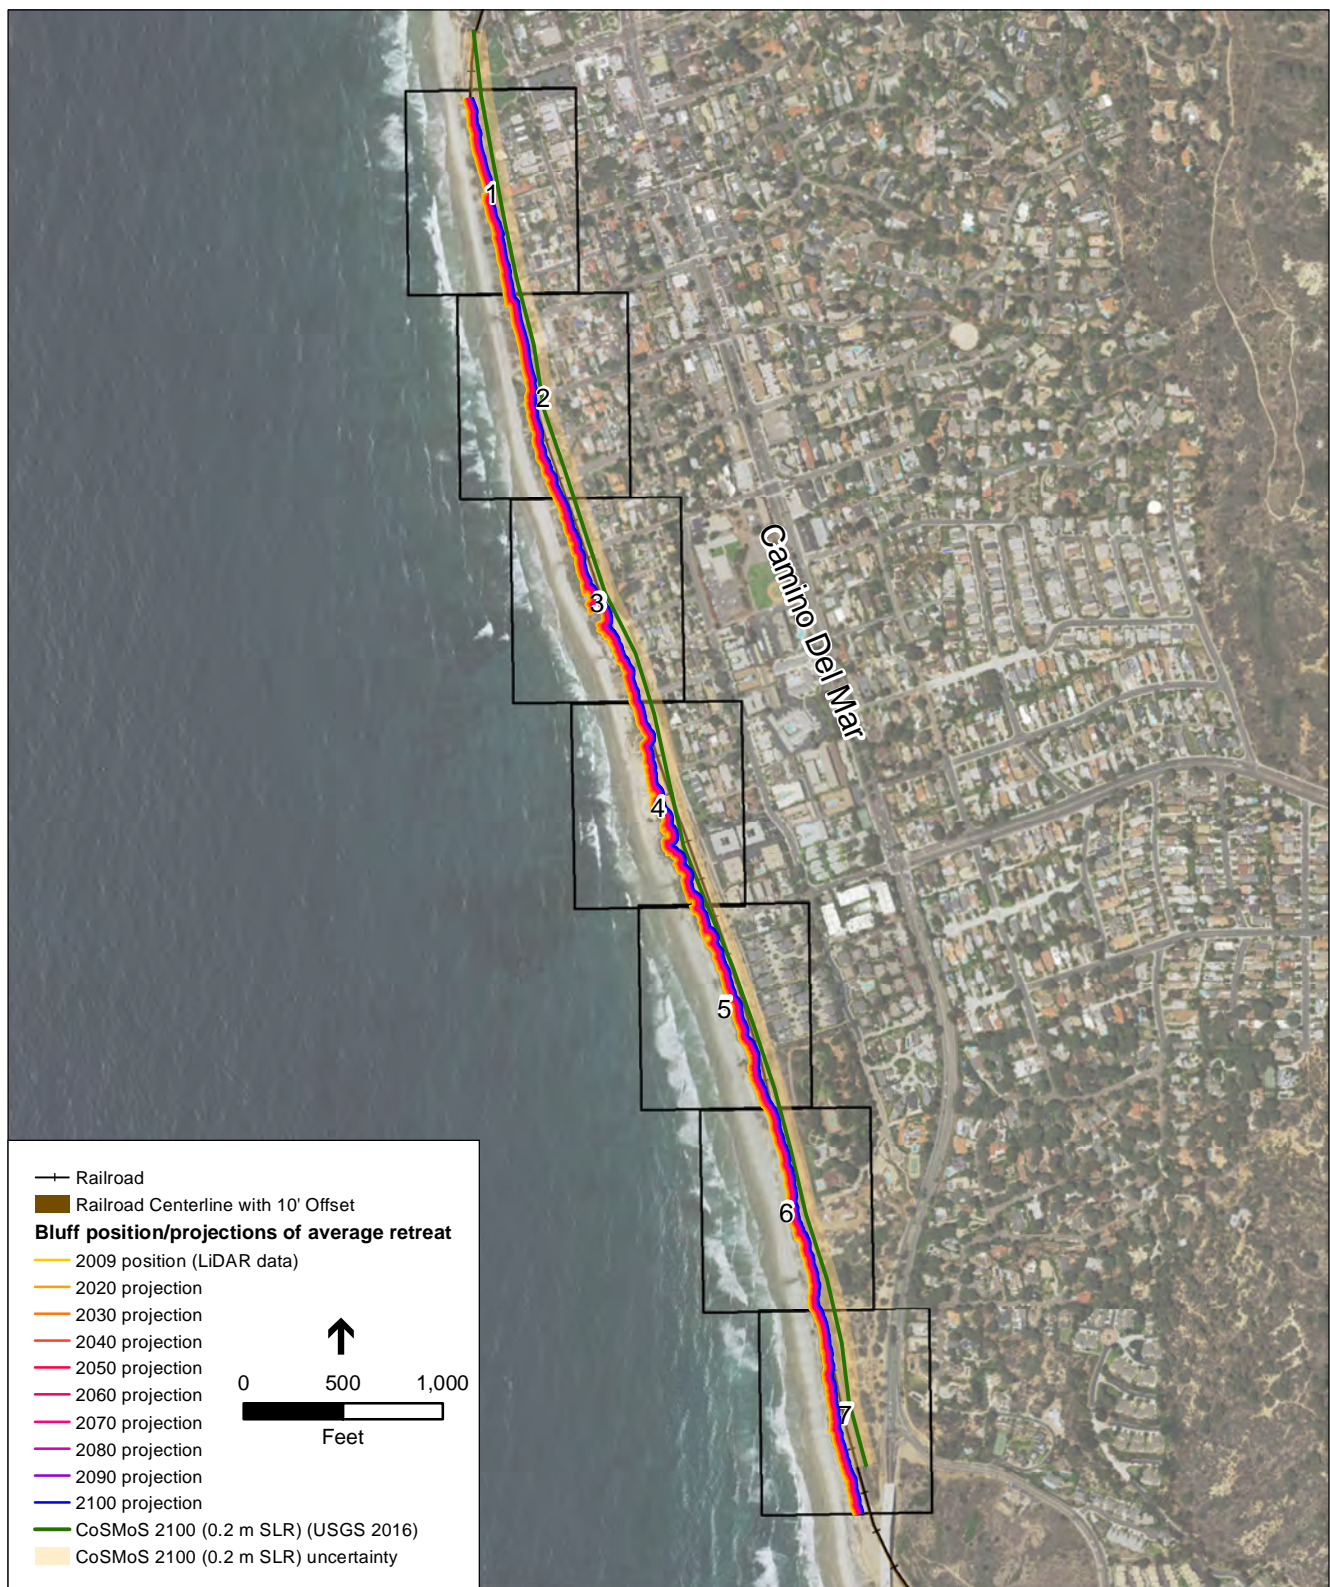 1
2
3
Camino Del Mar
4
5
6
7
Railroad
Railroad Centerline with 10' Offset
Bluff position/projections of average retreat
2009 position (LiDAR data)
2020 projection
2030 projection
2040 projection
2050 projection
2060 projection
2070 projection
2080 projection
2090 projection
2100 projection
CoSMoS 2100 (0.2 m SLR) (USGS 2016)
CoSMoS 2100 (0.2 m SLR) uncertainty
0 500 1,000
Feet